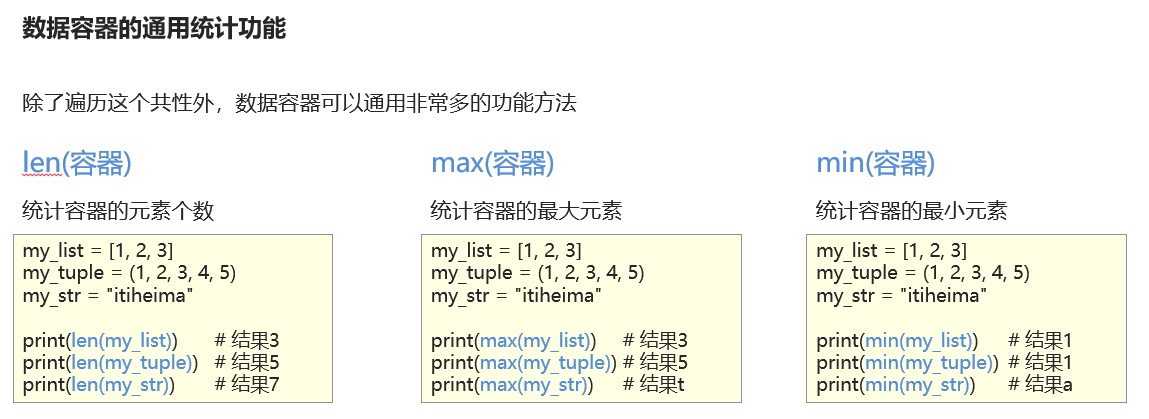 数据容器的通用统计功能
除了遍历这个共性外，数据容器可以通用非常多的功能方法
len(容器)
统计容器的元素个数
my_list = [1, 2, 3]
my_tuple = (1, 2, 3, 4, 5)
my_str = "itiheima"
print(len(my_list)) # 结果3
print(len(my_tuple)) # 结果5
print(len(my_str)) # 结果7
max(容器)
统计容器的最大元素
my_list = [1, 2, 3]
my_tuple = (1, 2, 3, 4, 5)
my_str = "itiheima"
print(max(my_list)) # 结果3
print(max(my_tuple)) # 结果5
print(max(my_str)) # 结果t
min(容器)
统计容器的最小元素
my_list = [1, 2, 3]
my_tuple = (1, 2, 3, 4, 5)
my_str = "itiheima"
print(min(my_list)) # 结果1
print(min(my_tuple)) # 结果1
print(min(my_str)) # 结果a